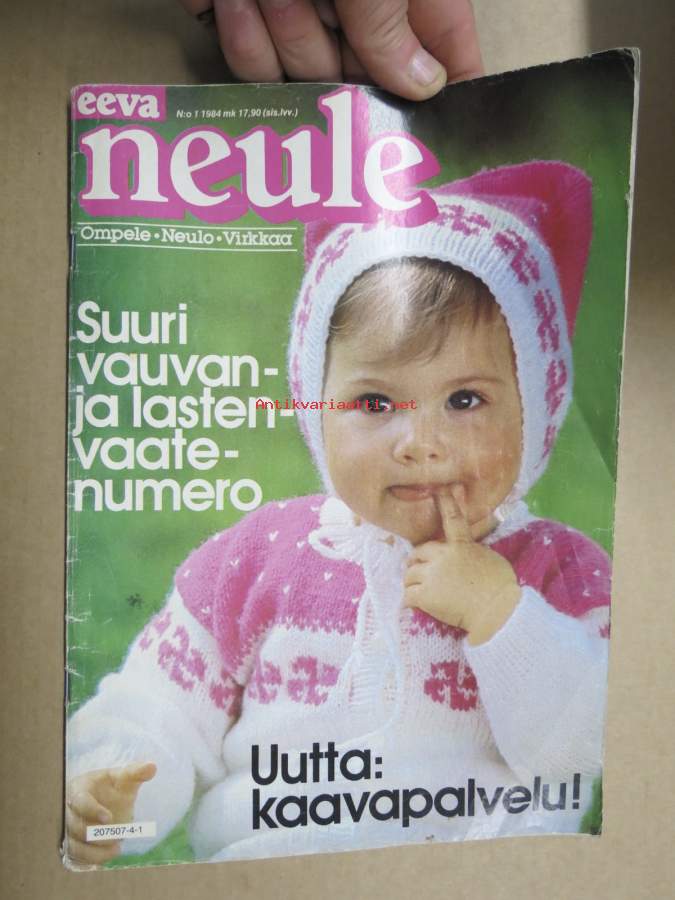 eeva
N:o 1 1984 mk 17,90 (sis.lvv.)
neule
Ompele • Neulo • Virkkaa
Suuri
vauvan-
ja lasten-
vaate-
numero
Antikvariaatti.net
Uutta:
kaavapalvelu!
207507-4-1